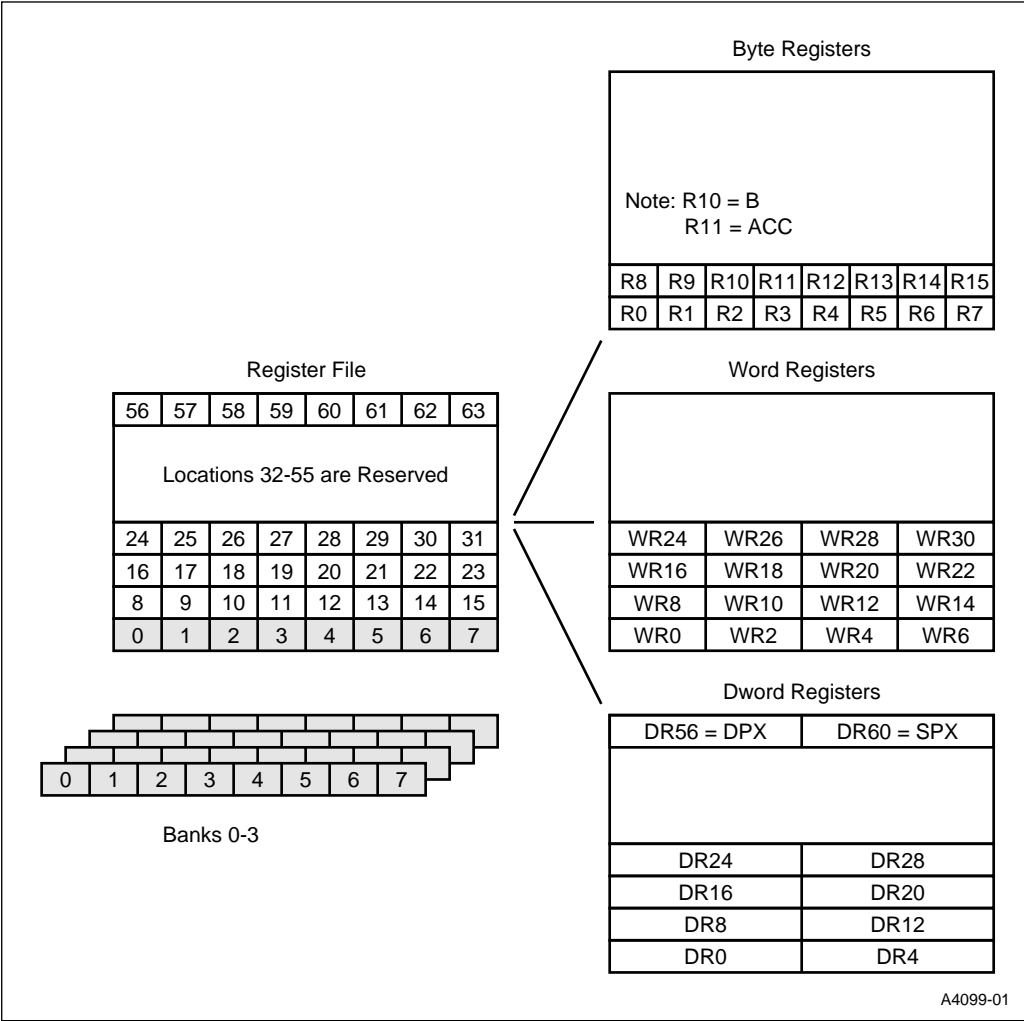 Byte Registers
Note: R10 = B
R11 = ACC
R8 R9 R10 R11 R12 R13 R14 R15
R0 R1 R2 R3 R4 R5 R6 R7
Register File
56 57 58 59 60 61 62 63
Locations 32-55 are Reserved
24 25 26 27 28 29 30 31
16 17 18 19 20 21 22 23
8 9 10 11 12 13 14 15
0 1 2 3 4 5 6 7
0 1 2 3 4 5 6 7
Banks 0-3
Word Registers
WR24 WR26 WR28 WR30
WR16 WR18 WR20 WR22
WR8 WR10 WR12 WR14
WR0 WR2 WR4 WR6
Dword Registers
DR56 = DPX DR60 = SPX
DR24 DR28
DR16 DR20
DR8 DR12
DR0 DR4
A4099-01